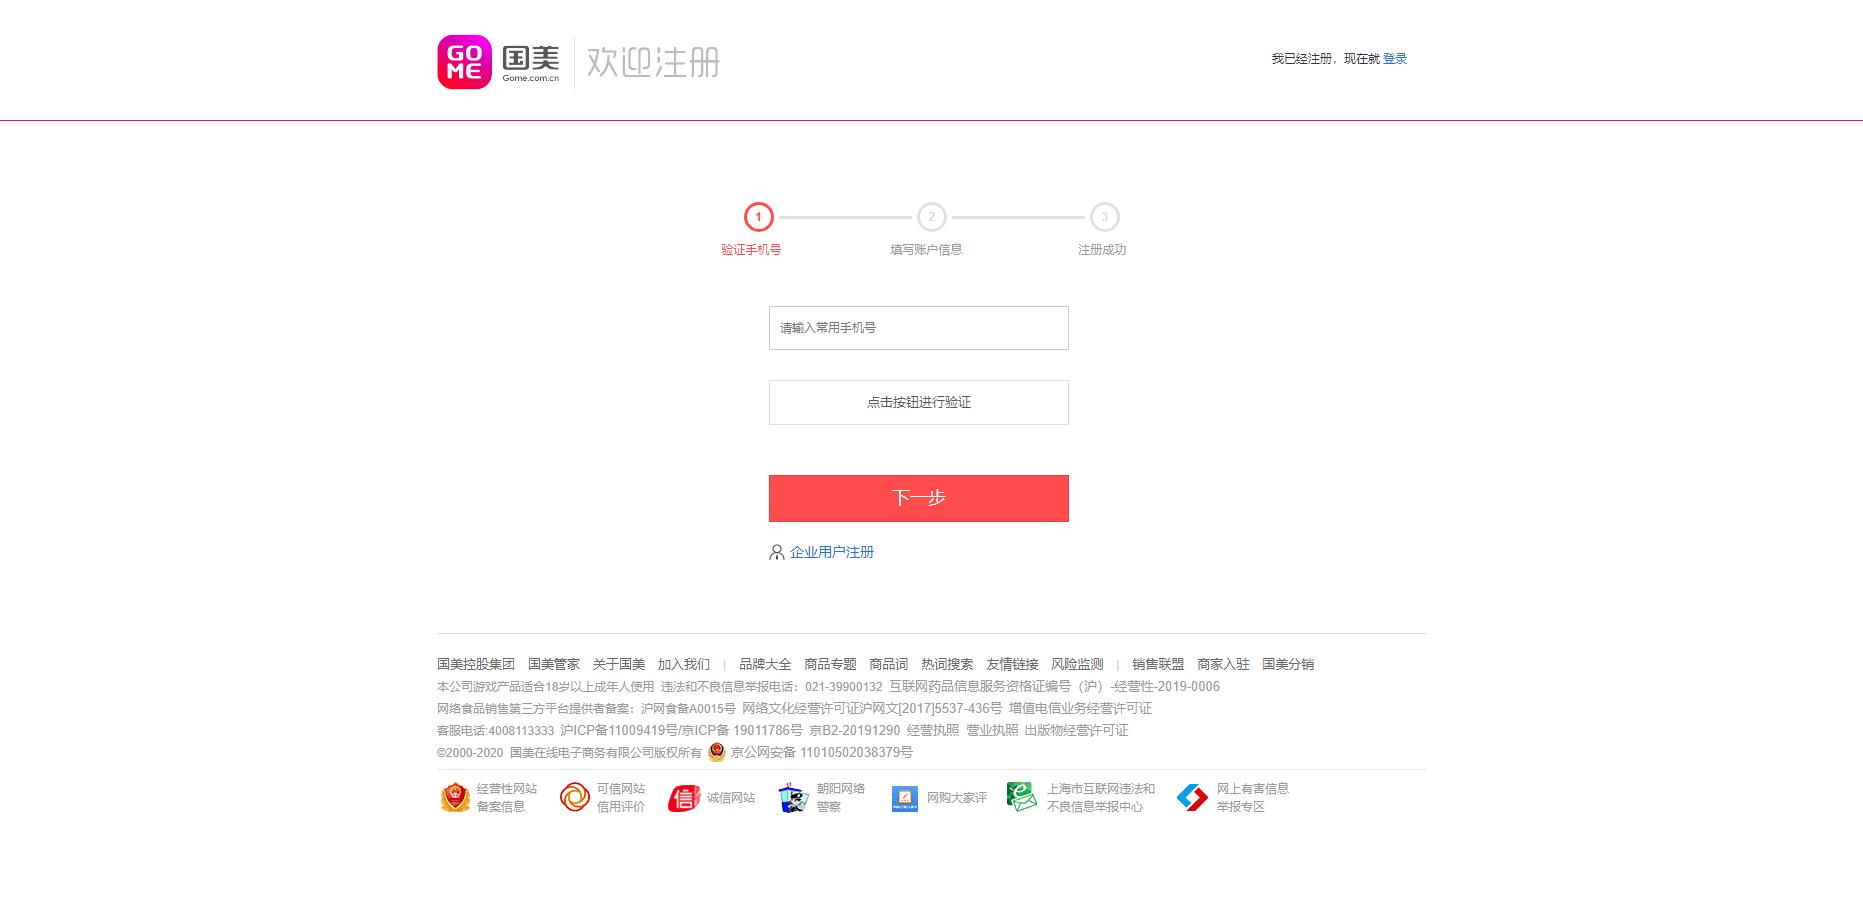 GO
ME
国美
Gome.com.cn
欢迎注册
我已经注册，现在就 登录
1 2 3
验证手机号 填写账户信息 注册成功
请输入常用手机号
点击按钮进行验证
下一步
企业用户注册
国美控股集团 国美管家 关于国美 加入我们 | 品牌大全 商品专题 商品词 热词搜索 友情链接 风险监测 | 销售联盟 商家入驻 国美分销
本公司游戏产品适合18岁以上成年人使用 违法和不良信息举报电话：021-39900132 互联网药品信息服务资格证编号（沪）-经营性-2019-0006
网络食品销售第三方平台提供者备案：沪网食备A0015号 网络文化经营许可证沪网文[2017]5537-436号 增值电信业务经营许可证
客服电话:4008113333 沪ICP备11009419号/京ICP备 19011786号 京B2-20191290 经营执照 营业执照 出版物经营许可证
©2000-2020 国美在线电子商务有限公司版权所有 京公网安备 11010502038379号
经营性网站
备案信息
可信网站
信用评价
信
诚信网站
朝阳网络
警察
网购大家评
上海市互联网违法和
不良信息举报中心
网上有害信息
举报专区